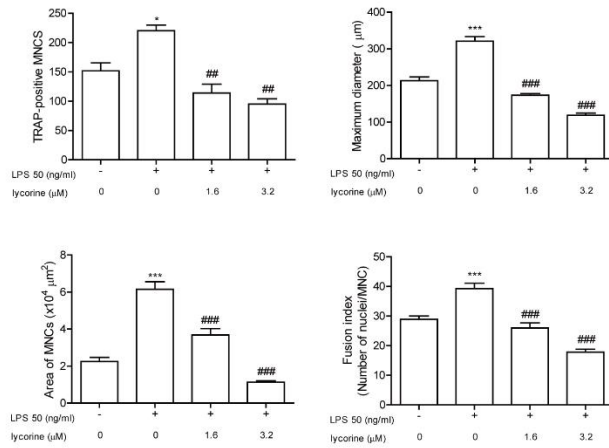 TRAP-positive MNCS
250
200
150
100
50
0
*
##
##
LPS 50 (ng/ml) - + + +
lycorine (μM) 0 0 1.6 3.2
Maximum diameter ( μm)
400
300
200
100
0
***
###
###
LPS 50 (ng/ml) - + + +
lycorine (μM) 0 0 1.6 3.2
Area of MNCs (x10⁴ μm²)
8
6
4
2
0
***
###
###
LPS 50 (ng/ml) - + + +
lycorine (μM) 0 0 1.6 3.2
Fusion index
(Number of nuclei/MNC)
50
40
30
20
10
0
***
###
###
LPS 50 (ng/ml) - + + +
lycorine (μM) 0 0 1.6 3.2